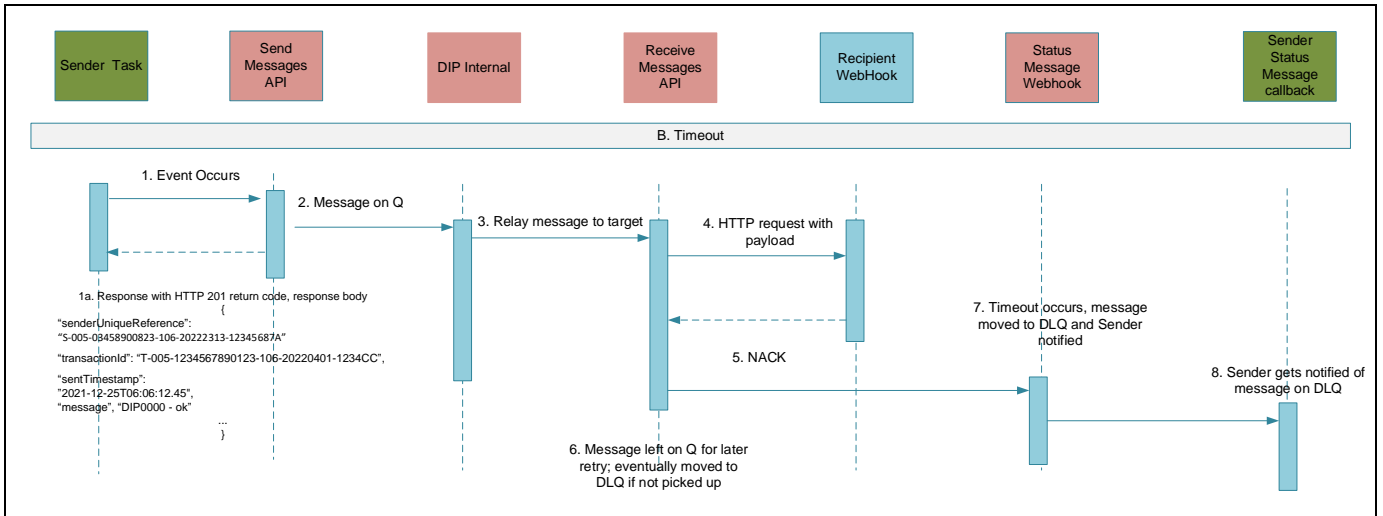 Sender Task
Send
Messages
API
DIP Internal
Receive
Messages
API
Recipient
WebHook
Status
Message
Webhook
Sender
Status
Message
callback
B. Timeout
1. Event Occurs
2. Message on Q
3. Relay message to target
4. HTTP request with
payload
1a. Response with HTTP 201 return code, response body
{
“senderUniqueReference”:
“S-005-03458900823-106-20222313-12345687A”
“transactionId”: “T-005-1234567890123-106-20220401-1234CC”,
“sentTimestamp”:
”2021-12-25T06:06:12.45”,
“message”, “DIP0000 - ok”
...
}
5. NACK
6. Message left on Q for later
retry; eventually moved to
DLQ if not picked up
7. Timeout occurs, message
moved to DLQ and Sender
notified
8. Sender gets notified of
message on DLQ